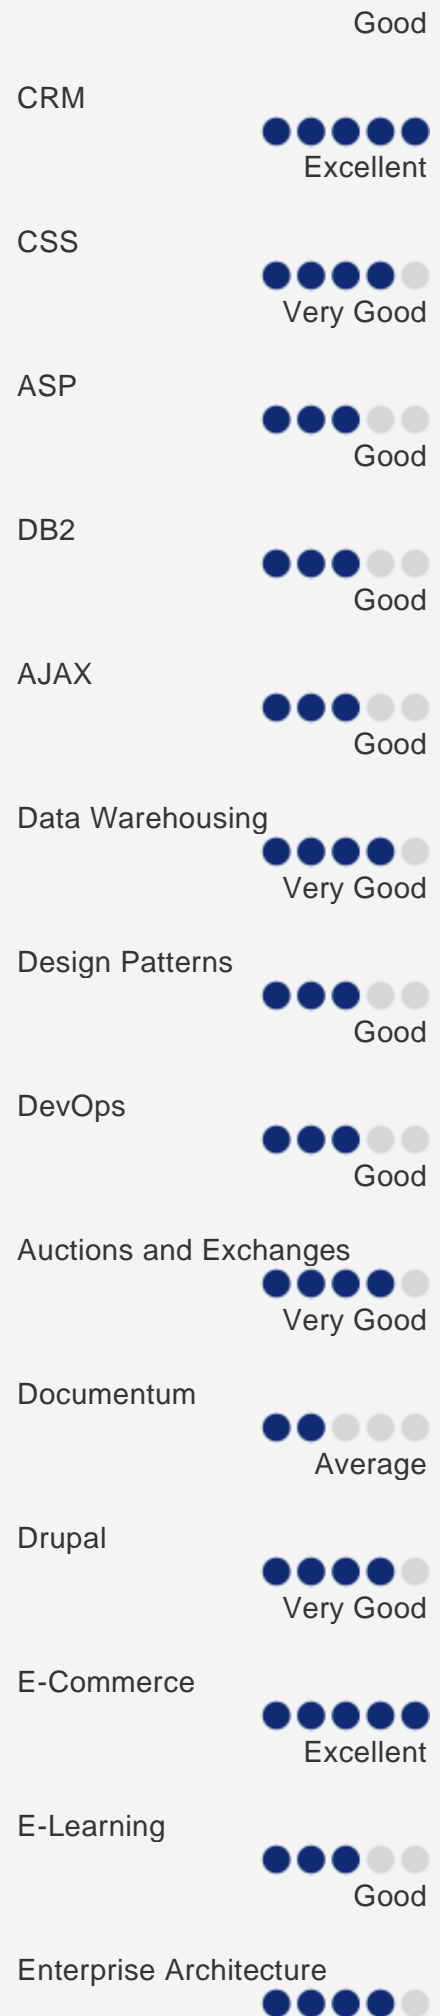 Good
CRM
Excellent
CSS
Very Good
ASP
Good
DB2
Good
AJAX
Good
Data Warehousing
Very Good
Design Patterns
Good
DevOps
Good
Auctions and Exchanges
Very Good
Documentum
Average
Drupal
Very Good
E-Commerce
Excellent
E-Learning
Good
Enterprise Architecture